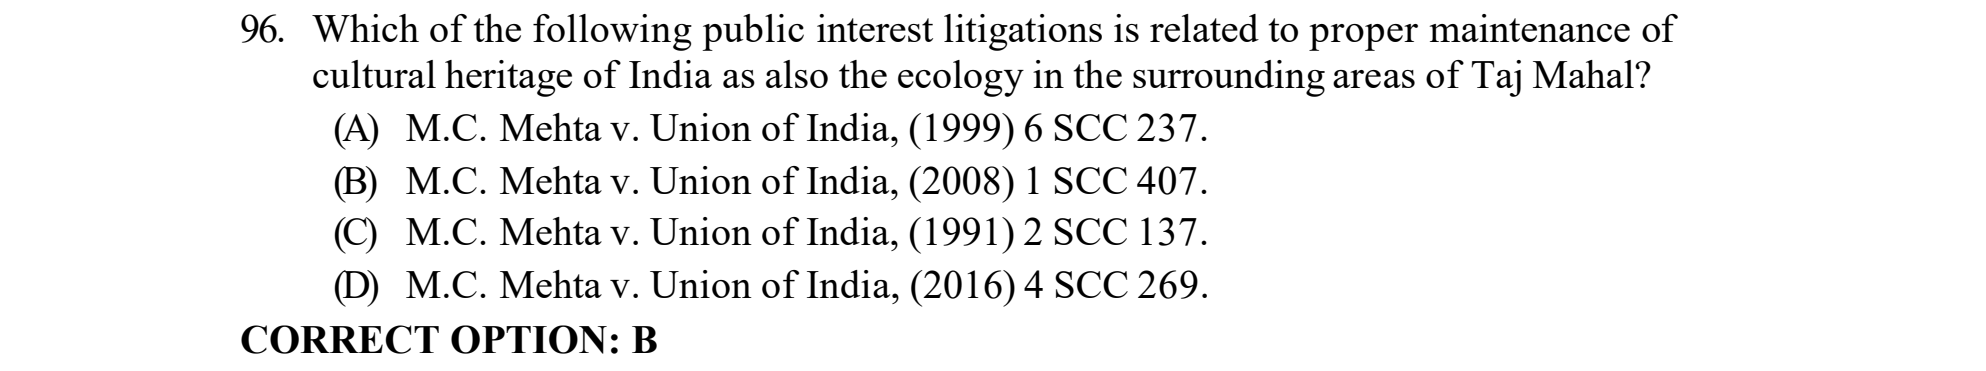 96. Which of the following public interest litigations is related to proper maintenance of
cultural heritage of India as also the ecology in the surrounding areas of Taj Mahal?
(A) M.C. Mehta v. Union of India, (1999) 6 SCC 237.
(B) M.C. Mehta v. Union of India, (2008) 1 SCC 407.
(C) M.C. Mehta v. Union of India, (1991) 2 SCC 137.
(D) M.C. Mehta v. Union of India, (2016) 4 SCC 269.
CORRECT OPTION: B